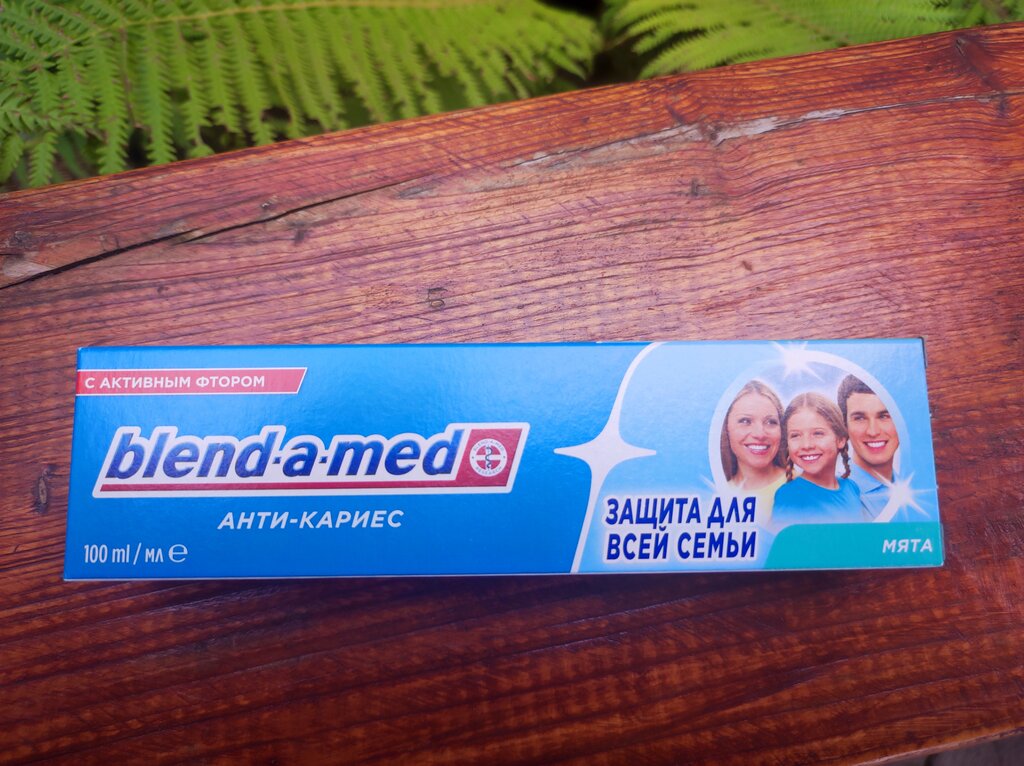 С АКТИВНЫМ ФТОРОМ
blend-a-med
АНТИ-КАРИЕС
100 ml / мл e
ЗАЩИТА ДЛЯ
ВСЕЙ СЕМЬИ
МЯТА